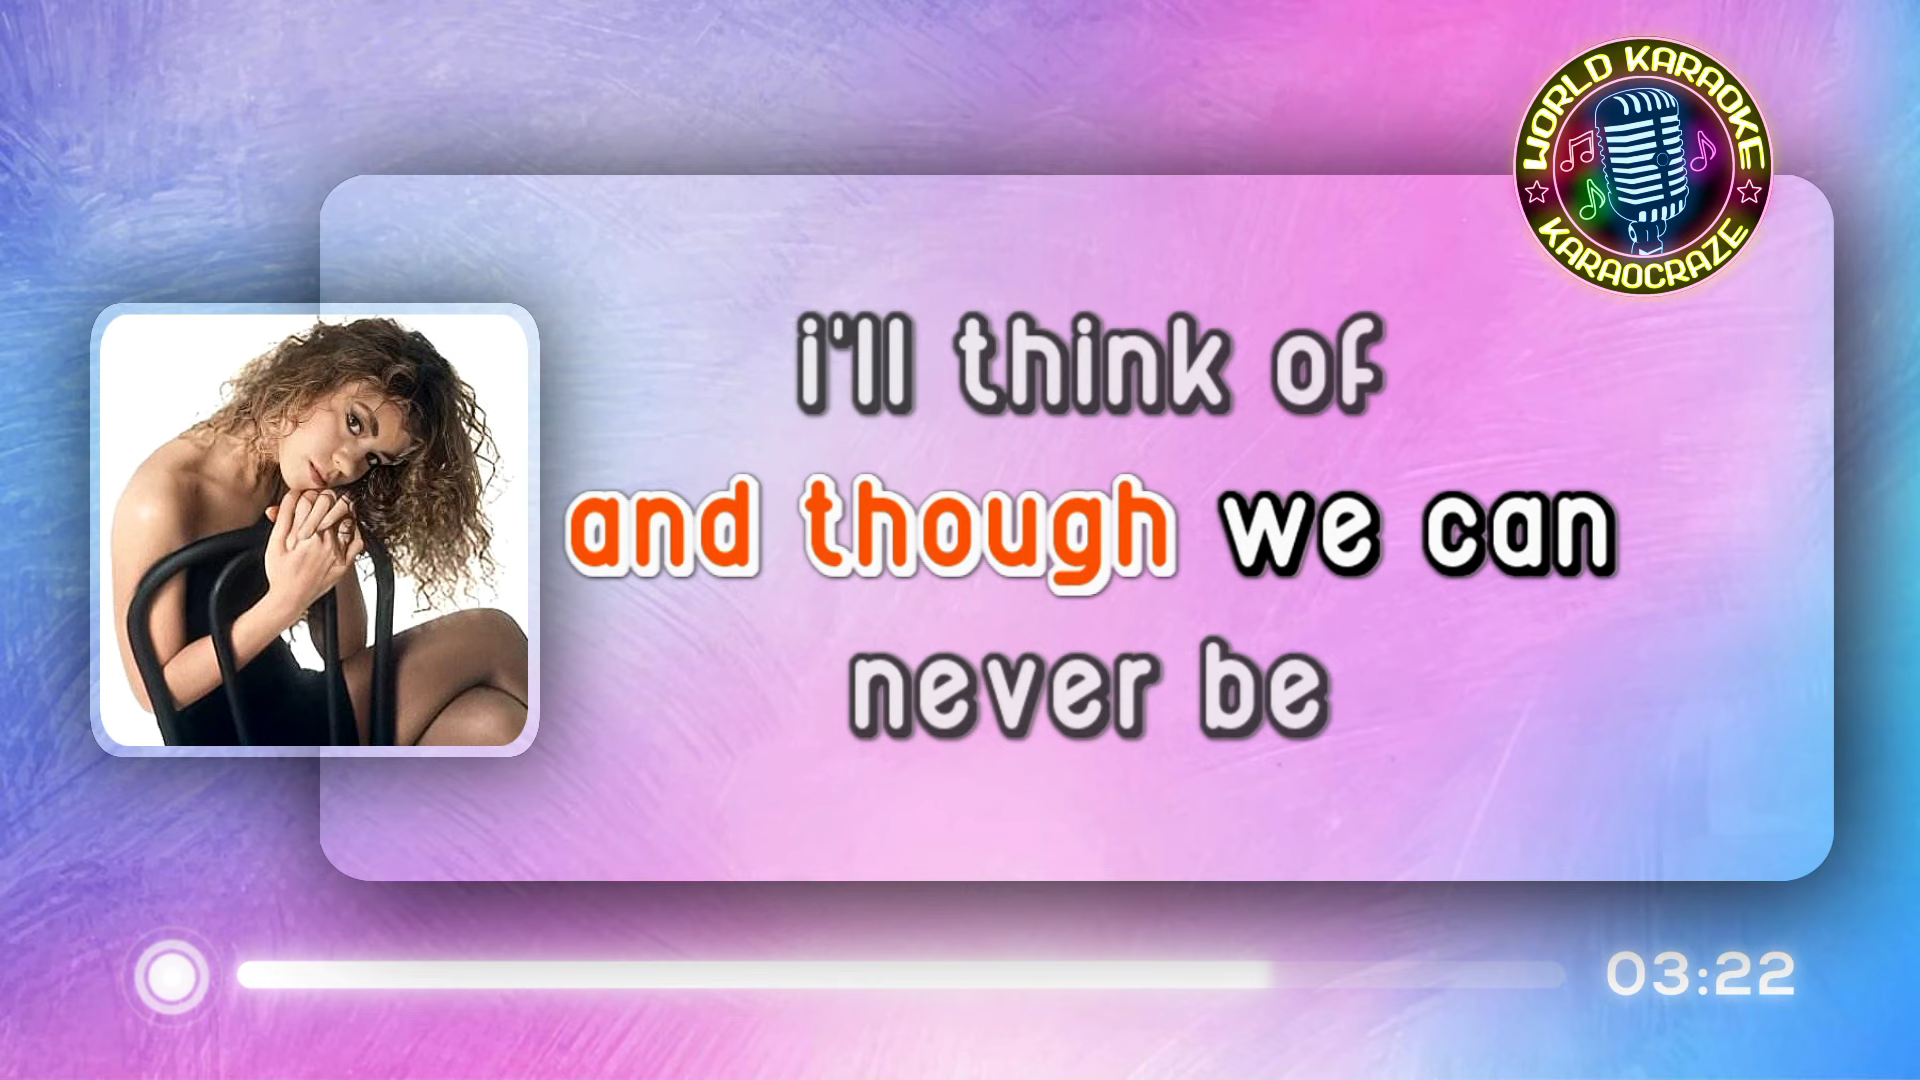 WORLD KARAOKE
KARAOCRAZE
i'll think of
and though we can
never be
03:22